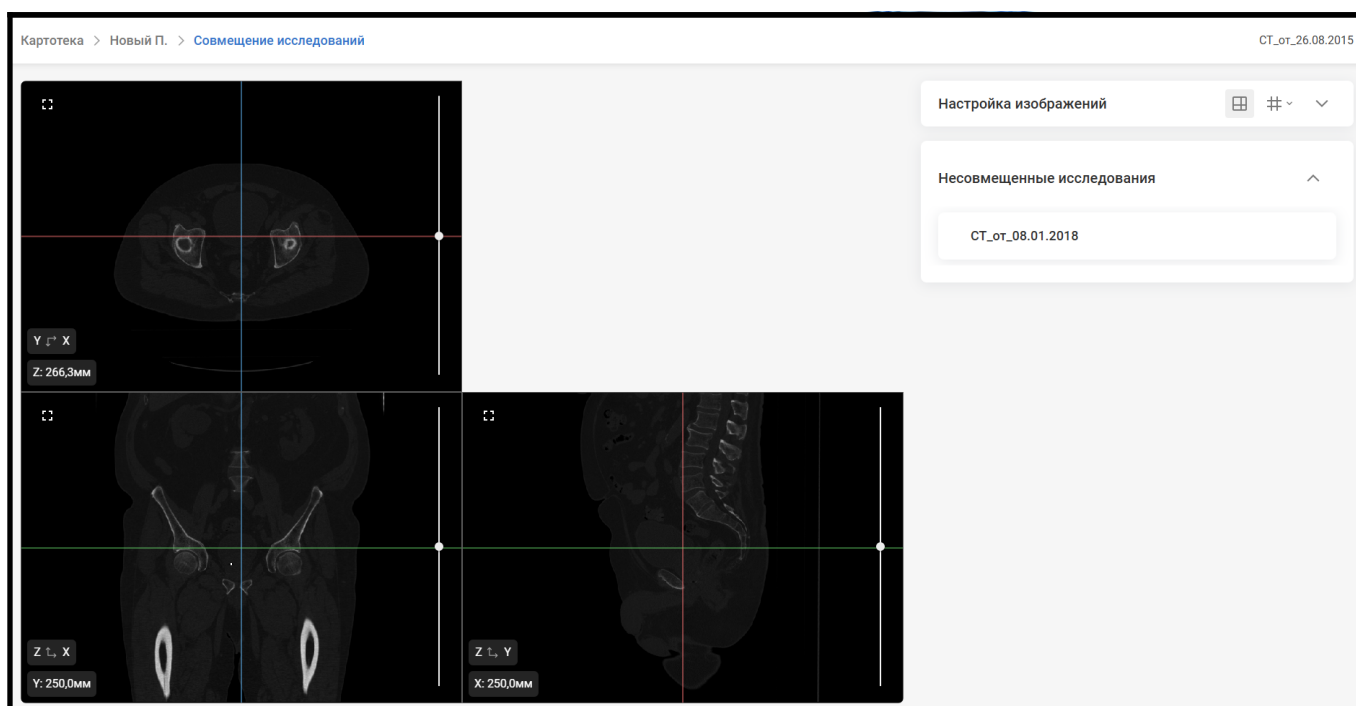 Картотека > Новый П. > Совмещение исследований
СТ_от_26.08.2015
Настройка изображений
Несовмещенные исследования
СТ_от_08.01.2018
Y X
Z: 266,3мм
Z X
Y: 250,0мм
Z Y
X: 250,0мм